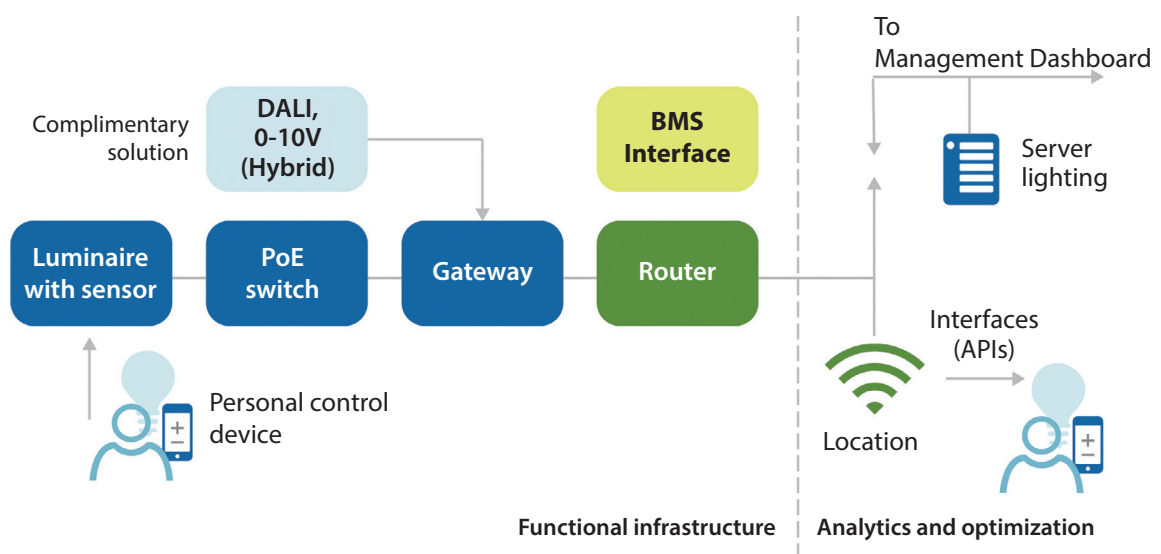 To
Management Dashboard
Complimentary
solution
DALI,
0-10V
(Hybrid)
BMS
Interface
Server
lighting
Luminaire
with sensor
PoE
switch
Gateway
Router
Interfaces
(APIs)
Personal control
device
+
−
Location
+
−
Functional infrastructure
Analytics and optimization